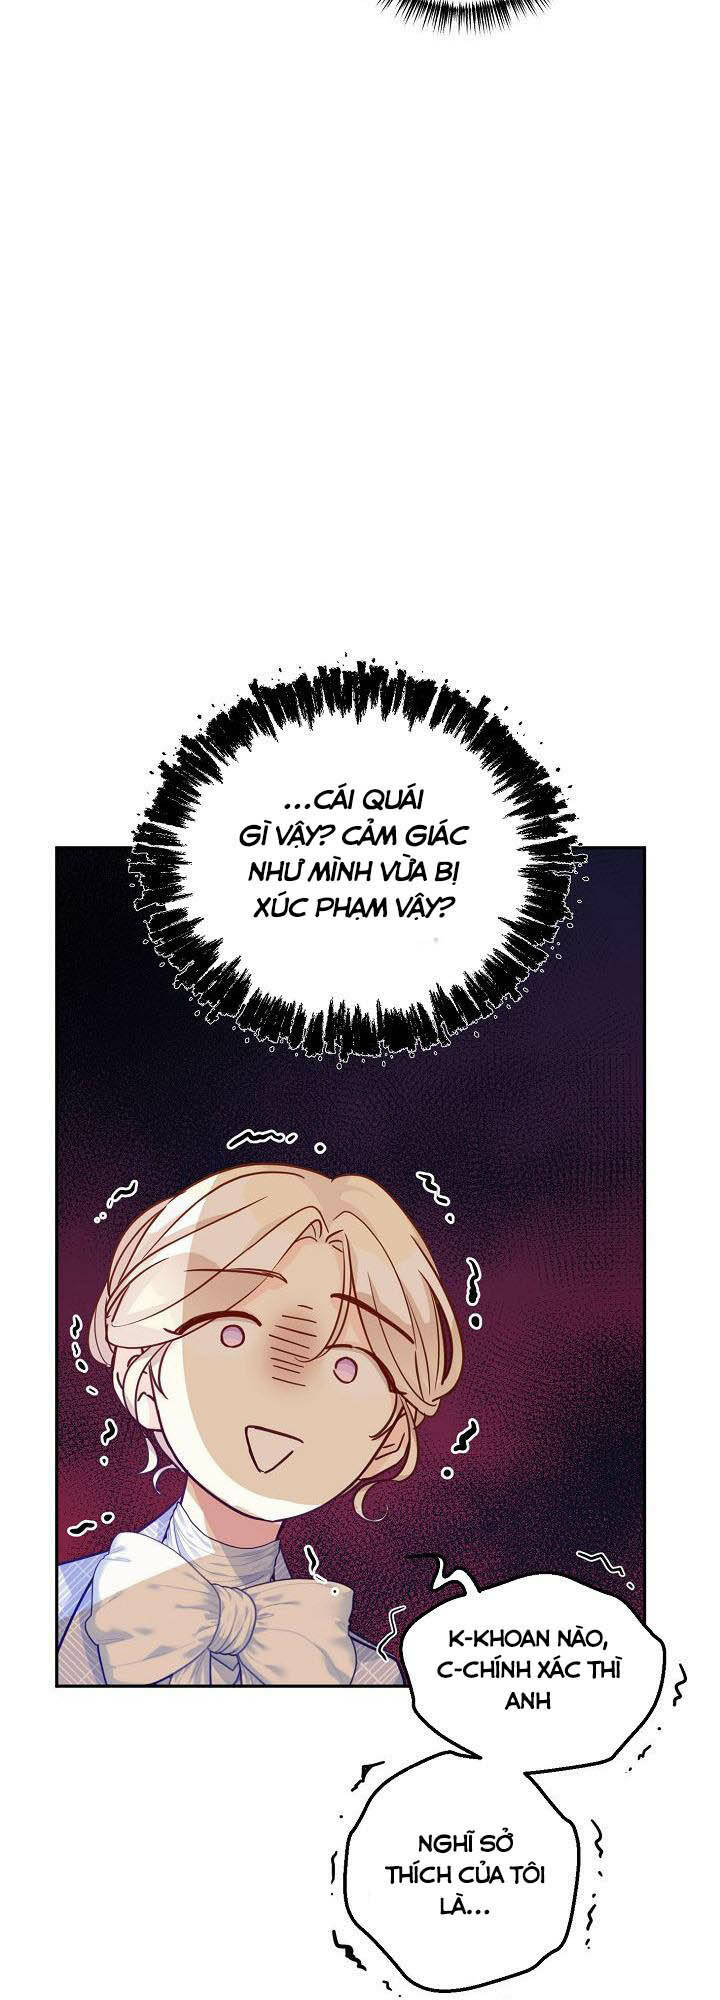 ...CÁI QUÁI
GÌ VẬY? CẢM GIÁC
NHƯ MÌNH VỪA BỊ
XÚC PHẠM VẬY?
K-KHOAN NÀO,
C-CHÍNH XÁC THÌ
ANH
NGHĨ SỞ
THÍCH CỦA TÔI
LÀ...